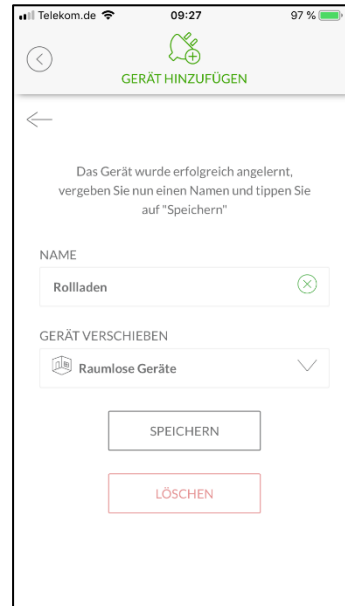 Telekom.de 09:27 97 %
GERÄT HINZUFÜGEN
Das Gerät wurde erfolgreich angelernt,
vergeben Sie nun einen Namen und tippen Sie
auf "Speichern"
NAME
Rollladen
GERÄT VERSCHIEBEN
Raumlose Geräte
SPEICHERN
LÖSCHEN